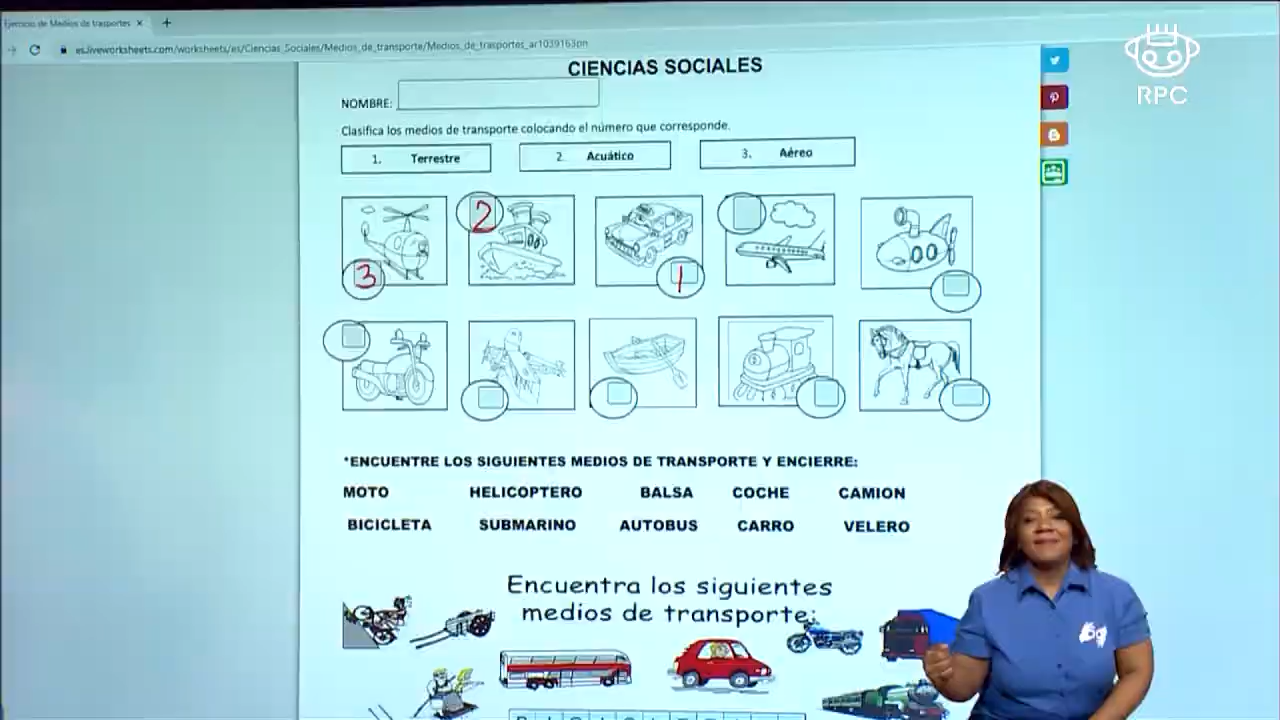 Ejercicio de Medios de trasportes
es.liveworksheets.com/worksheets/es/Ciencias_Sociales/Medios_de_transporte/Medios_de_trasportes_ar1039163pn
RPC
CIENCIAS SOCIALES
NOMBRE:
Clasifica los medios de transporte colocando el número que corresponde.
1. Terrestre 2. Acuático 3. Aéreo
3 2 1
*ENCUENTRE LOS SIGUIENTES MEDIOS DE TRANSPORTE Y ENCIERRE:
MOTO HELICOPTERO BALSA COCHE CAMION
BICICLETA SUBMARINO AUTOBUS CARRO VELERO
Encuentra los siguientes
medios de transporte: